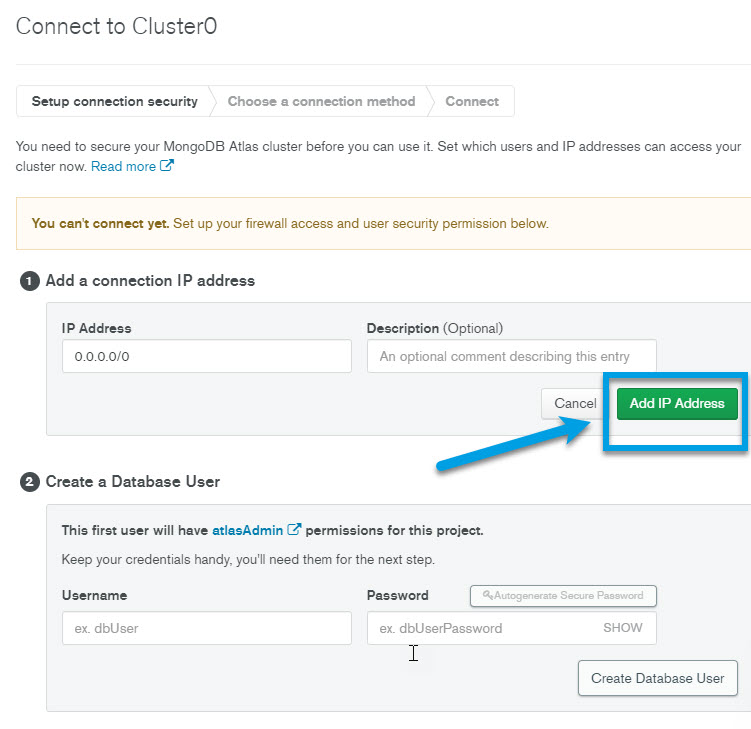 Connect to Cluster0
Setup connection security Choose a connection method Connect
You need to secure your MongoDB Atlas cluster before you can use it. Set which users and IP addresses can access your
cluster now. Read more
You can't connect yet. Set up your firewall access and user security permission below.
1 Add a connection IP address
IP Address Description (Optional)
0.0.0.0/0 An optional comment describing this entry
Cancel Add IP Address
2 Create a Database User
This first user will have atlasAdmin permissions for this project.
Keep your credentials handy, you'll need them for the next step.
Username Password Autogenerate Secure Password
ex. dbUser ex. dbUserPassword SHOW
Create Database User